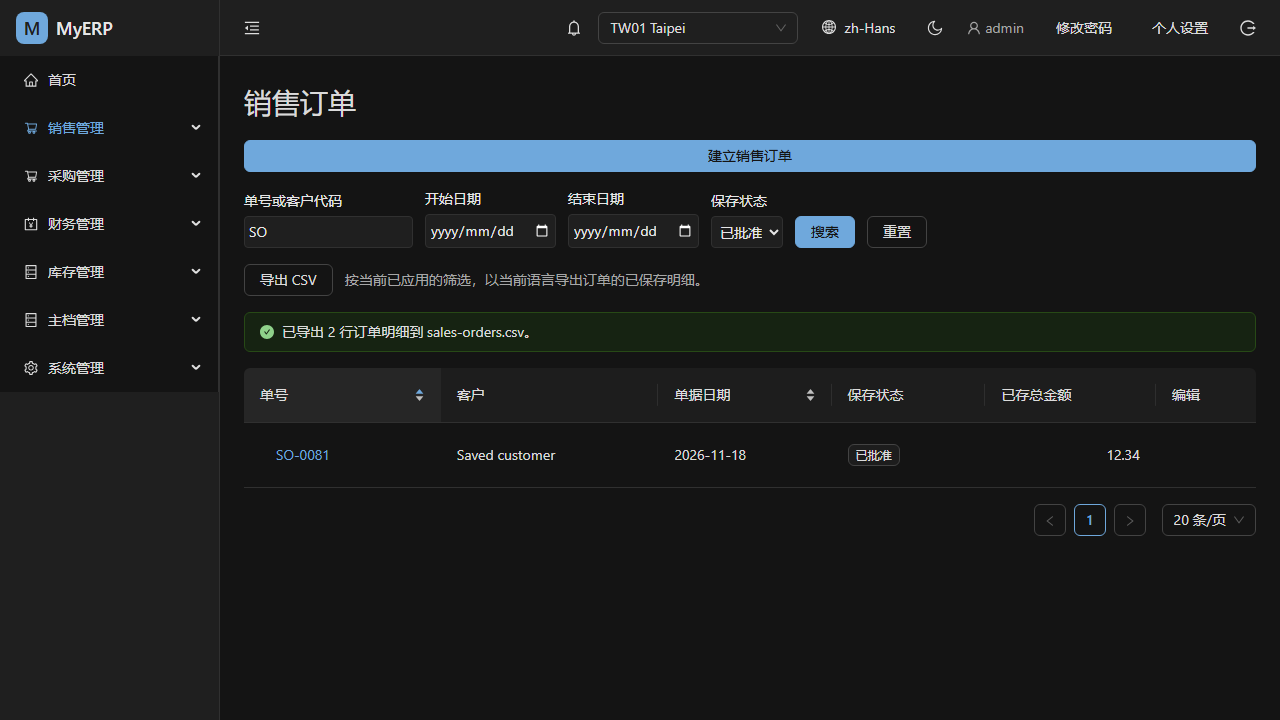 M MyERP
TW01 Taipei
zh-Hans
admin
修改密码
个人设置
首页
销售管理
采购管理
财务管理
库存管理
主档管理
系统管理
销售订单
建立销售订单
单号或客户代码
开始日期
结束日期
保存状态
SO
yyyy/mm/dd
yyyy/mm/dd
已批准
搜索
重置
导出 CSV
按当前已应用的筛选，以当前语言导出订单的已保存明细。
已导出 2 行订单明细到 sales-orders.csv。
单号 客户 单据日期 保存状态 已存总金额 编辑
SO-0081 Saved customer 2026-11-18 已批准 12.34
1
20 条/页